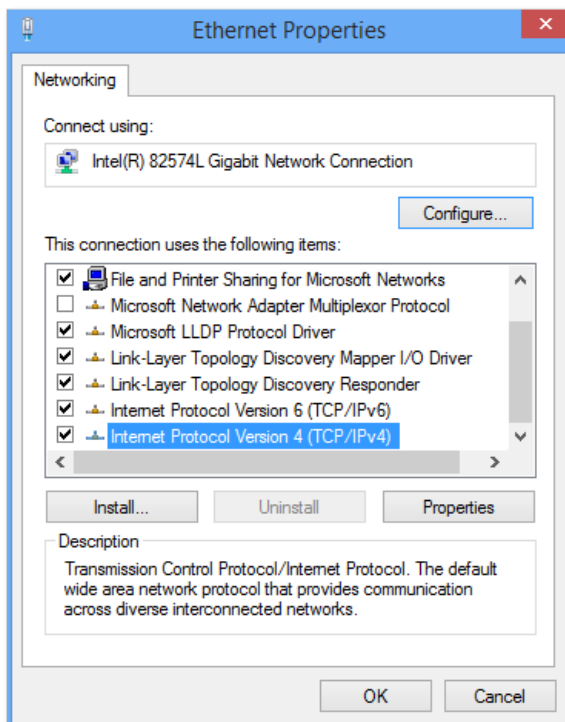 Ethernet Properties
Networking
Connect using:
Intel(R) 82574L Gigabit Network Connection
Configure...
This connection uses the following items:
File and Printer Sharing for Microsoft Networks
Microsoft Network Adapter Multiplexor Protocol
Microsoft LLDP Protocol Driver
Link-Layer Topology Discovery Mapper I/O Driver
Link-Layer Topology Discovery Responder
Internet Protocol Version 6 (TCP/IPv6)
Internet Protocol Version 4 (TCP/IPv4)
Install...
Uninstall
Properties
Description
Transmission Control Protocol/Internet Protocol. The default
wide area network protocol that provides communication
across diverse interconnected networks.
OK
Cancel